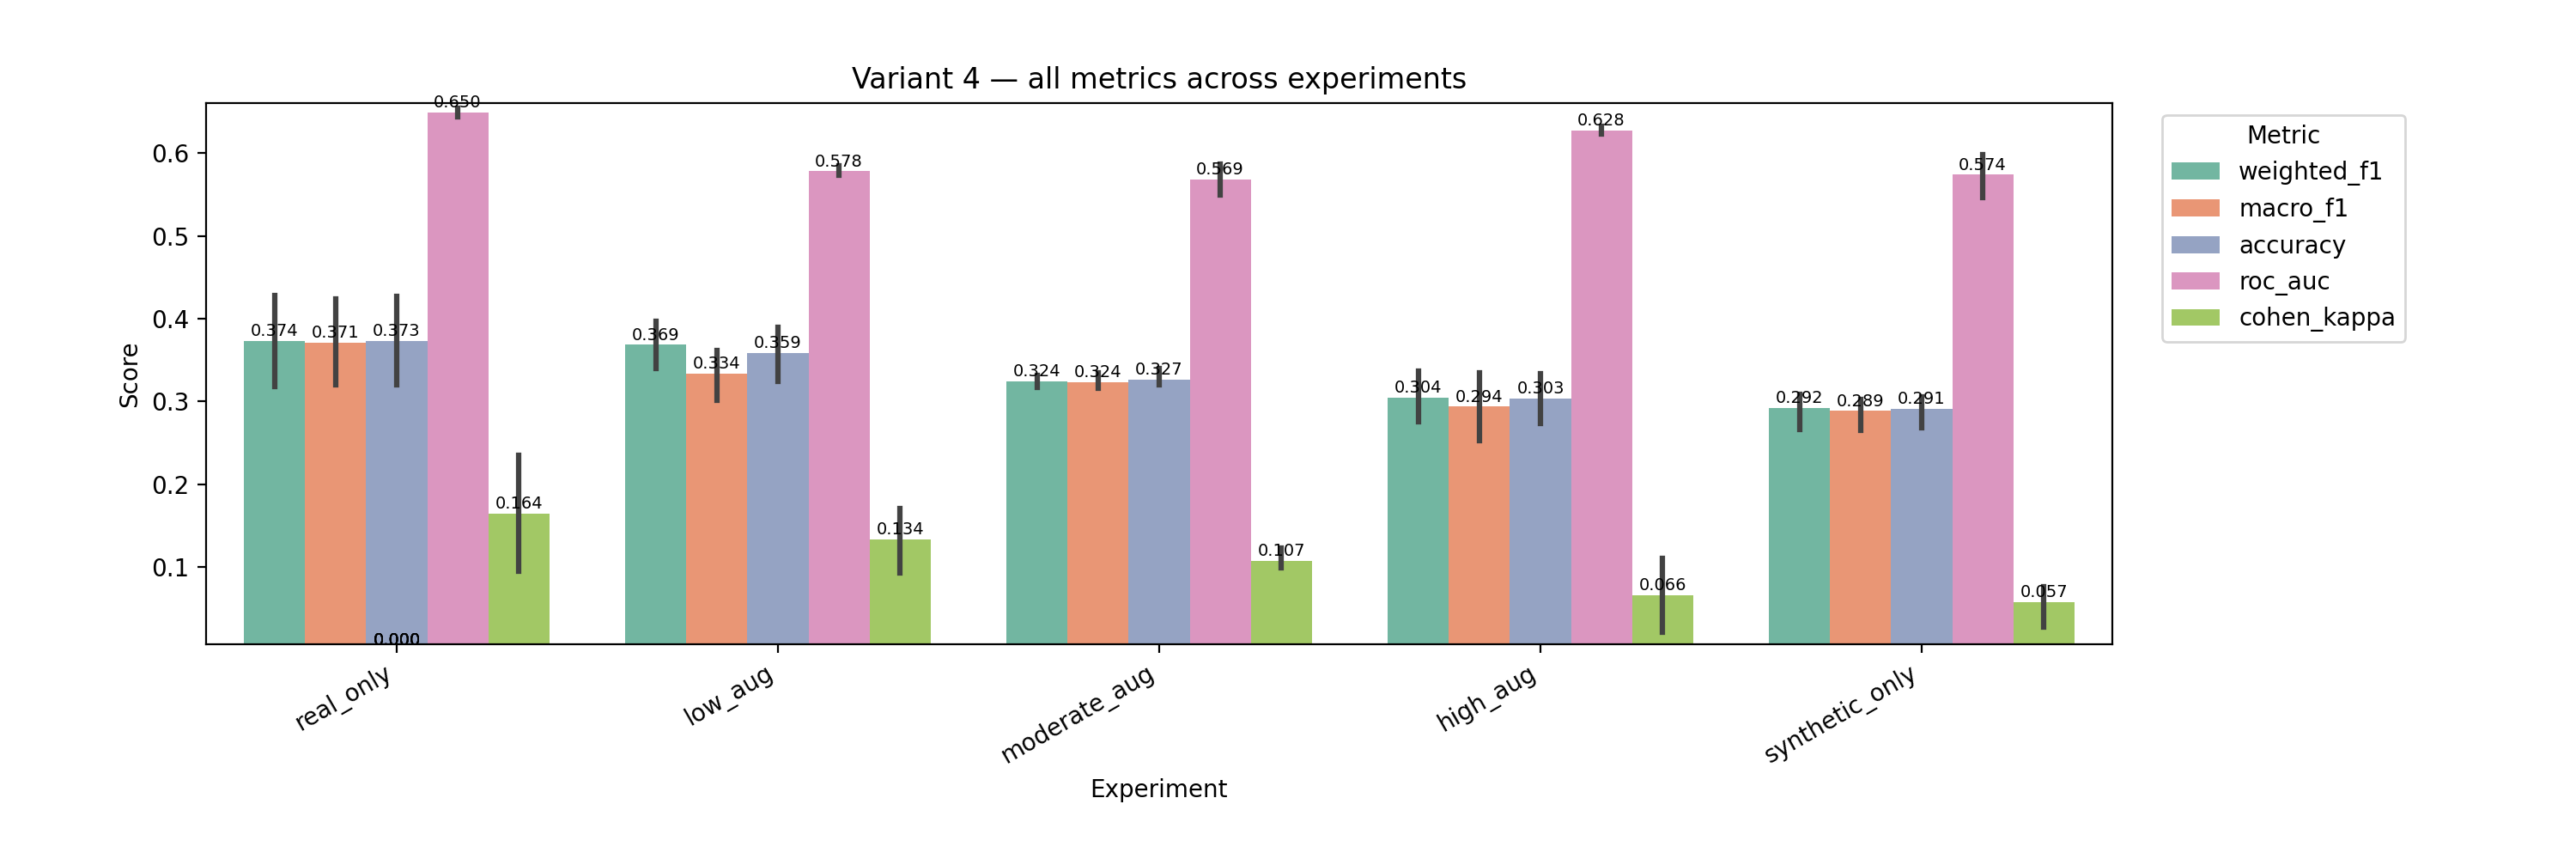 Variant 4 — all metrics across experiments
Score
0.6
0.5
0.4
0.3
0.2
0.1
0.374
0.371
0.373
0.650
0.164
0.000
0.369
0.334
0.359
0.578
0.134
0.324
0.324
0.327
0.569
0.107
0.304
0.294
0.303
0.628
0.066
0.292
0.289
0.291
0.574
0.057
real_only
low_aug
moderate_aug
high_aug
synthetic_only
Experiment
Metric
weighted_f1
macro_f1
accuracy
roc_auc
cohen_kappa